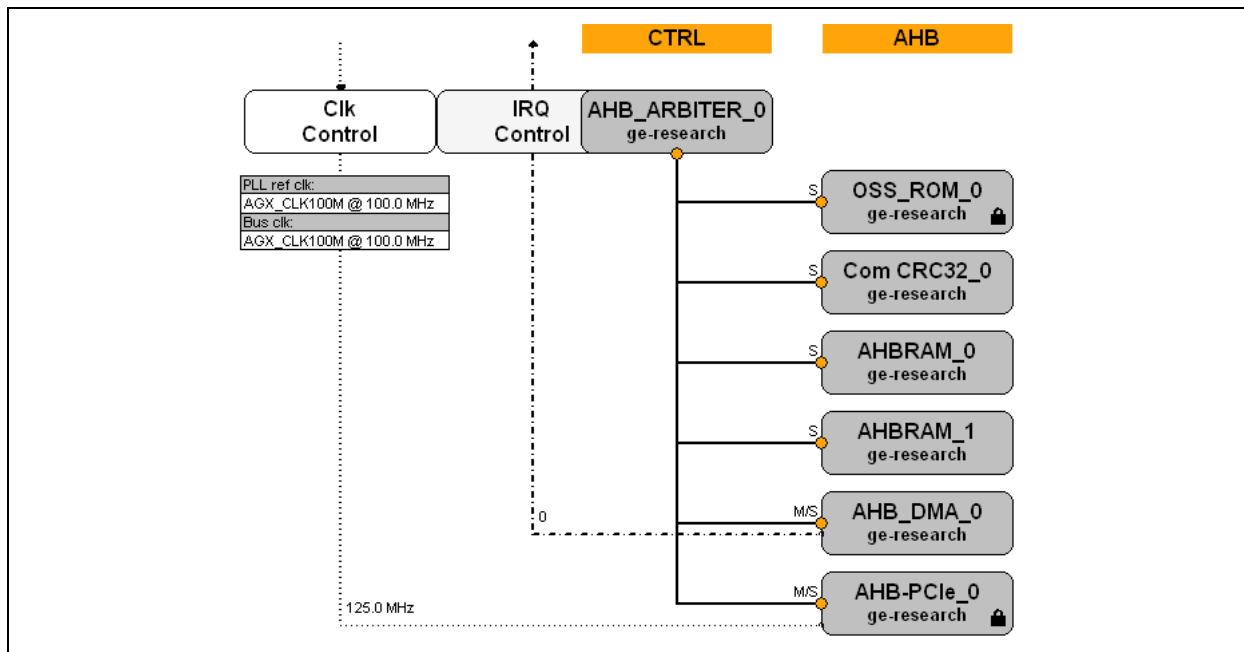 CTRL
AHB
Clk
Control
IRQ
Control
AHB_ARBITER_0
ge-research
PLL ref clk:
AGX_CLK100M @ 100.0 MHz
Bus clk:
AGX_CLK100M @ 100.0 MHz
S
OSS_ROM_0
ge-research
S
Com CRC32_0
ge-research
S
AHBRAM_0
ge-research
S
AHBRAM_1
ge-research
0
M/S
AHB_DMA_0
ge-research
125.0 MHz
M/S
AHB-PCIe_0
ge-research